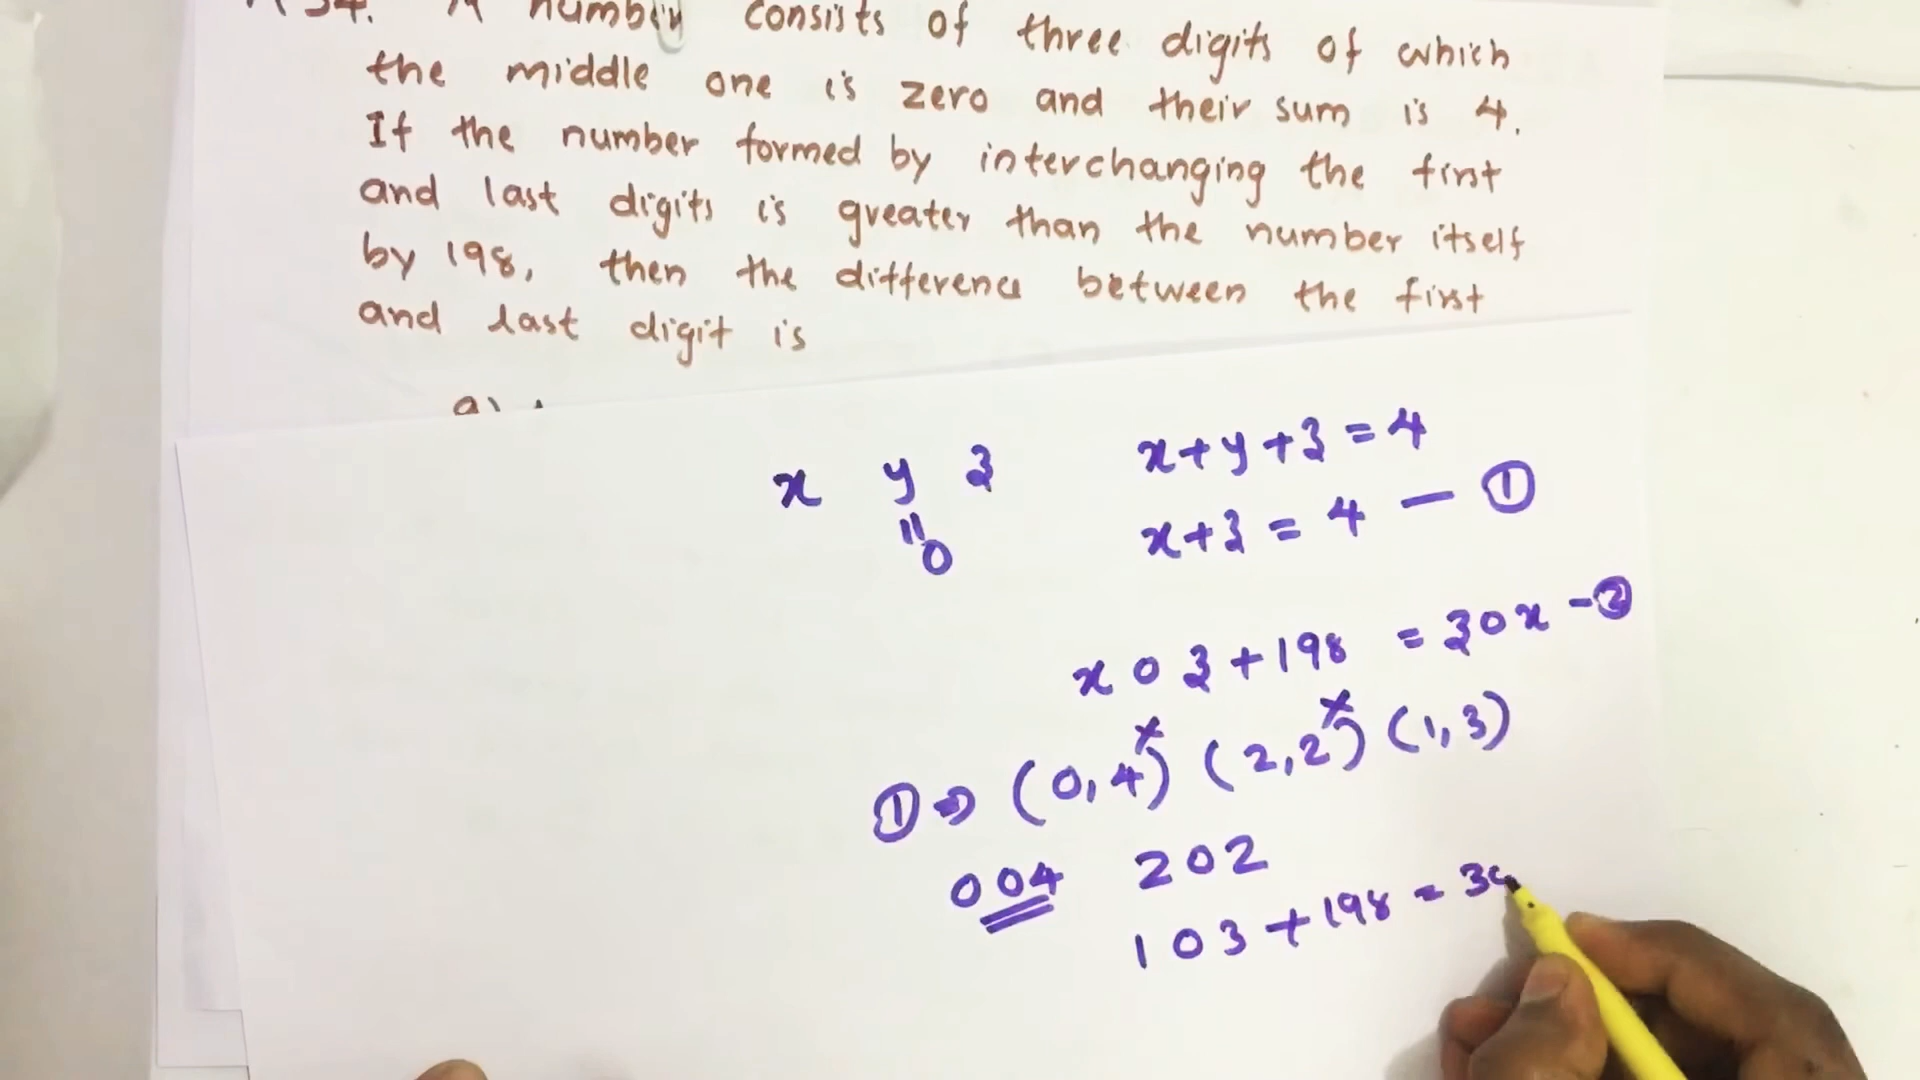 34. A number consists of three digits of which
the middle one is zero and their sum is 4.
If the number formed by interchanging the first
and last digits is greater than the number itself
by 198, then the difference between the first
and last digit is
a)
x y z
x+y+z=4
"
0
x+z = 4 — ①
x 0 z + 198 = z0x - ②
① ⇒ (0, 4)× (2, 2)× (1, 3)
004 202
103 + 198 = 3